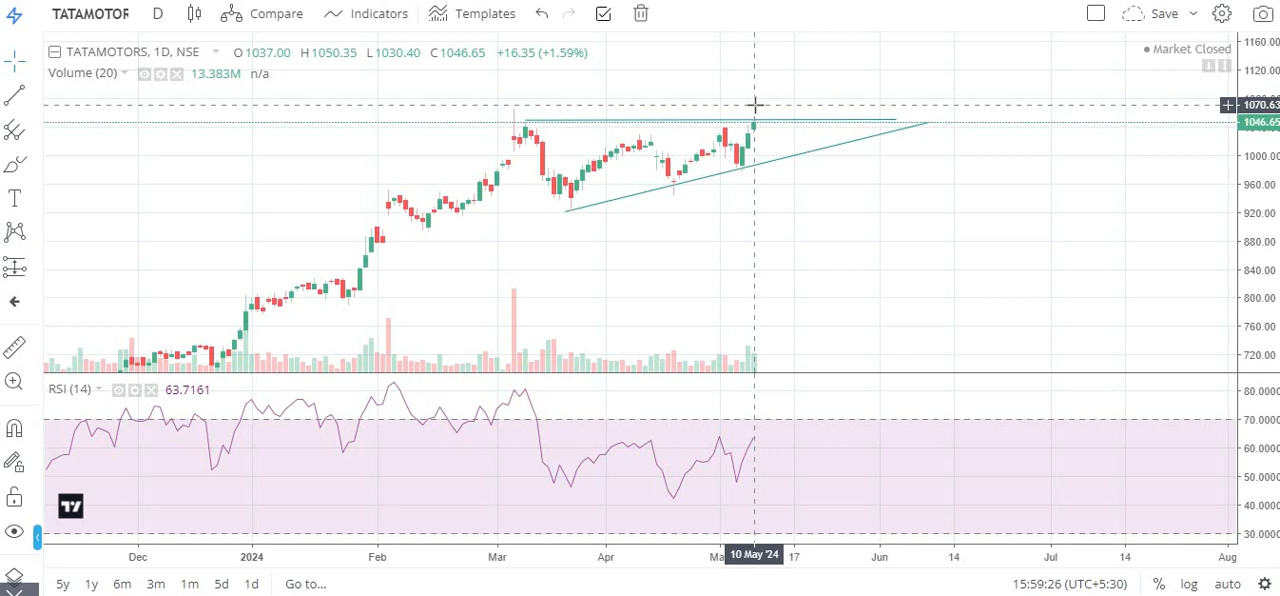 TATAMOTOR D Compare Indicators Templates Save
TATAMOTORS, 1D, NSE O1037.00 H1050.35 L1030.40 C1046.65 +16.35 (+1.59%)
Market Closed
Volume (20) 13.383M n/a
1160.00
1120.00
1070.63
1046.65
1000.00
960.00
920.00
880.00
840.00
800.00
760.00
720.00
RSI (14) 63.7161
80.0000
70.0000
60.0000
50.0000
40.0000
30.0000
Dec 2024 Feb Mar Apr Ma 10 May '24 17 Jun 14 Jul 14 Aug
5y 1y 6m 3m 1m 5d 1d Go to... 15:59:26 (UTC+5:30) % log auto